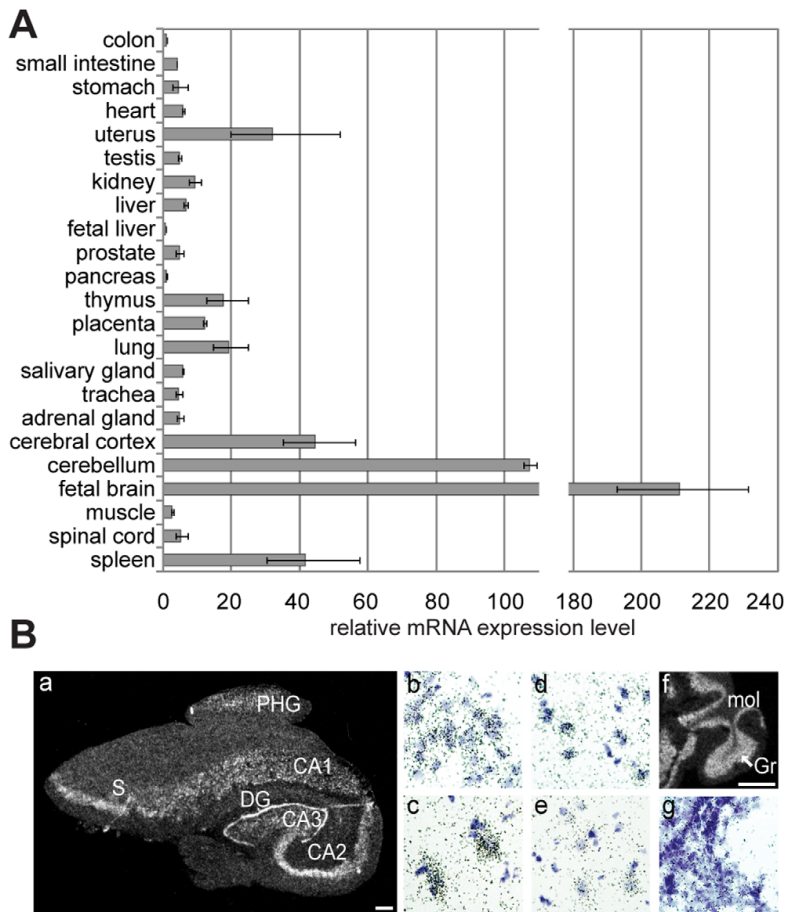 A
colon
small intestine
stomach
heart
uterus
testis
kidney
liver
fetal liver
prostate
pancreas
thymus
placenta
lung
salivary gland
trachea
adrenal gland
cerebral cortex
cerebellum
fetal brain
muscle
spinal cord
spleen
0 20 40 60 80 100 180 200 220 240
relative mRNA expression level
B
a b d f
PHG
mol
CA1
S
Gr
DG
c e g
CA3
CA2